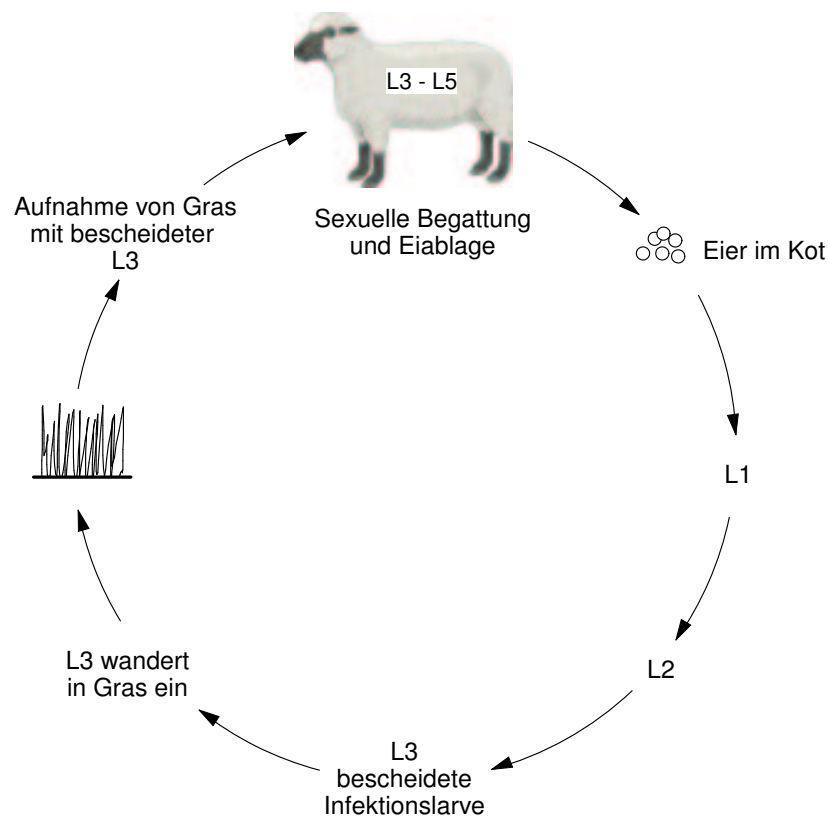 L3 - L5
Sexuelle Begattung
und Eiablage
Eier im Kot
L1
L2
L3
bescheidete
Infektionslarve
L3 wandert
in Gras ein
Aufnahme von Gras
mit bescheideter
L3